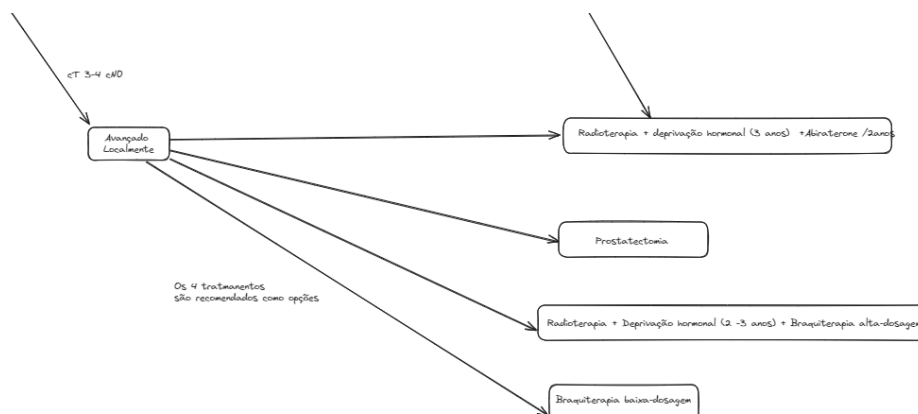 cT 3-4 cN0
Avançado
Localmente
Radioterapia + deprivação hormonal (3 anos) +Abiraterone /2anos
Prostatectomia
Os 4 tratmanentos
são recomendados como opções
Radioterapia + Deprivação hormonal (2 -3 anos) + Braquiterapia alta-dosagem
Braquiterapia baixa-dosagem